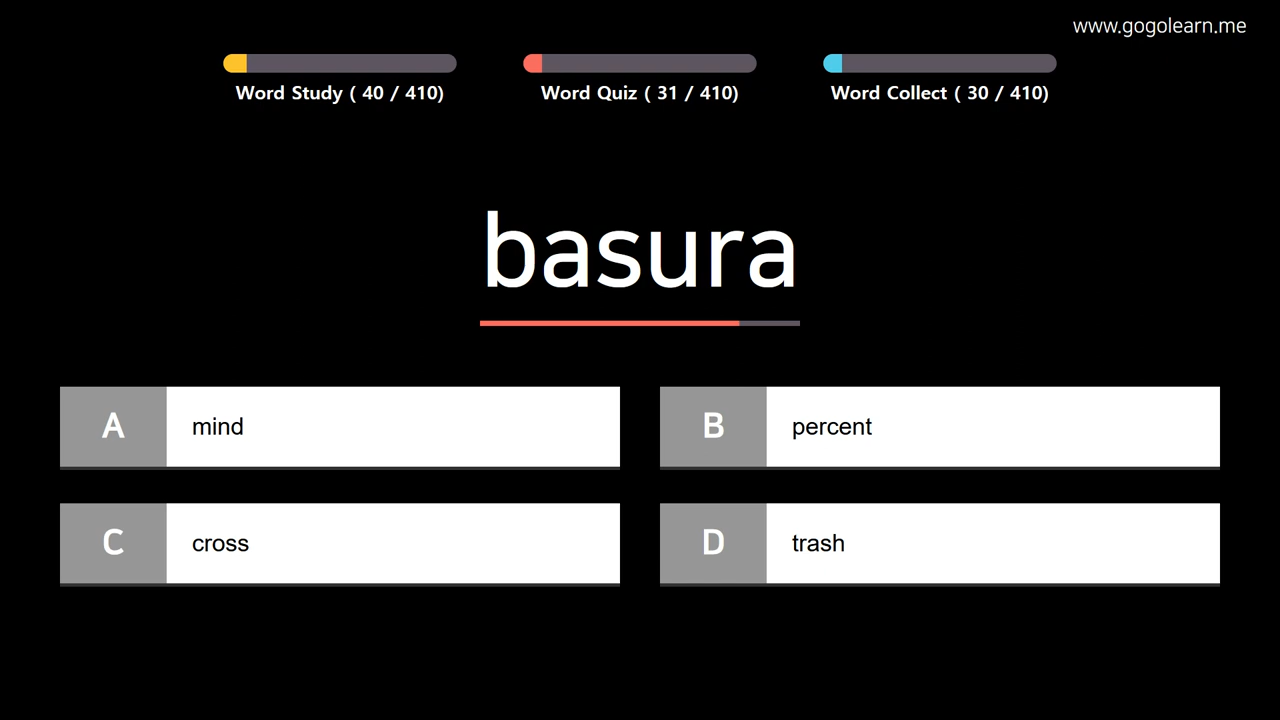 www.gogolearn.me
Word Study ( 40 / 410)
Word Quiz ( 31 / 410)
Word Collect ( 30 / 410)
basura
A mind
B percent
C cross
D trash